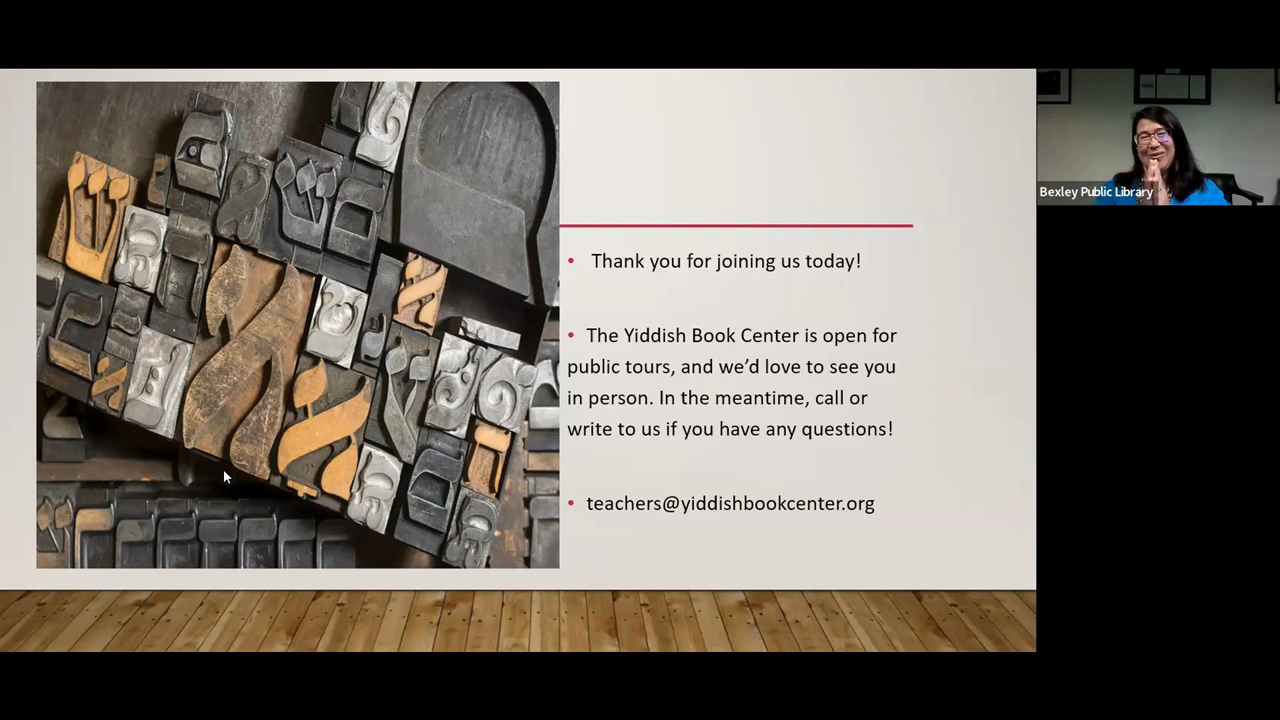 Thank you for joining us today!
The Yiddish Book Center is open for
public tours, and we’d love to see you
in person. In the meantime, call or
write to us if you have any questions!
teachers@yiddishbookcenter.org
Bexley Public Library